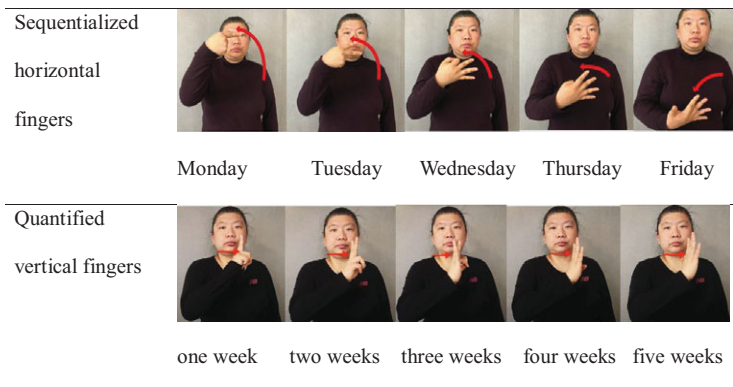 Sequentialized
horizontal
fingers
Monday Tuesday Wednesday Thursday Friday
Quantified
vertical fingers
one week two weeks three weeks four weeks five weeks